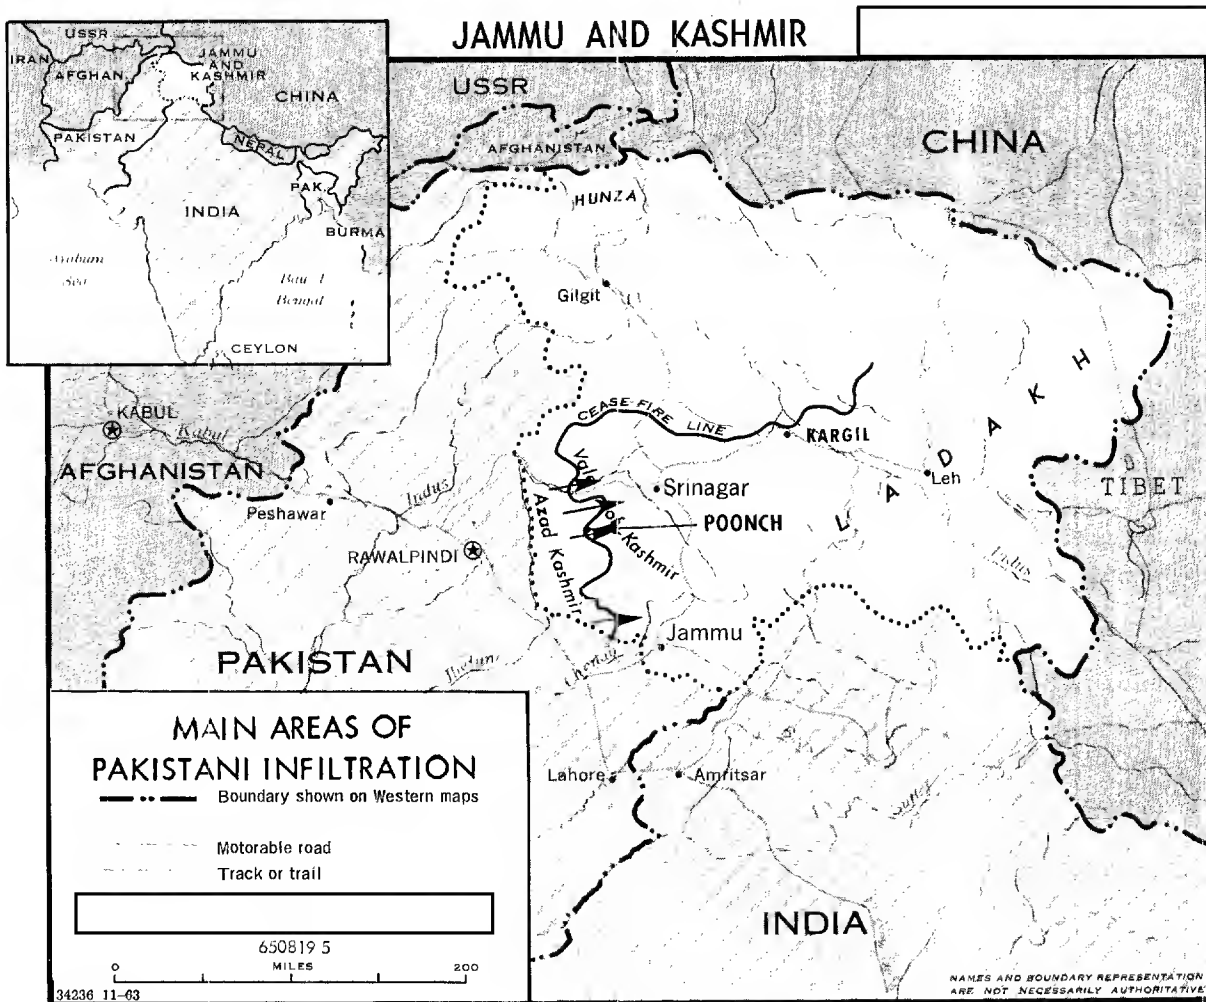 JAMMU AND KASHMIR
USSR
IRAN
AFGHAN.
JAMMU
AND
KASHMIR
CHINA
PAKISTAN
NEPAL
PAK.
INDIA
BURMA
Sea
Bengal
CEYLON
USSR
AFGHANISTAN
CHINA
HUNZA
Gilgit
CEASE-FIRE LINE
KARGIL
LADAKH
Leh
TIBET
KABUL
Kabul
AFGHANISTAN
Peshawar
Indus
RAWALPINDI
Vale of Kashmir
Azad Kashmir
Srinagar
POONCH
Indus
Jammu
PAKISTAN
Lahore
Amritsar
INDIA
MAIN AREAS OF
PAKISTANI INFILTRATION
Boundary shown on Western maps
Motorable road
Track or trail
650819 5
MILES
0 200
34236 11-63
NAMES AND BOUNDARY REPRESENTATION
ARE NOT NECESSARILY AUTHORITATIVE